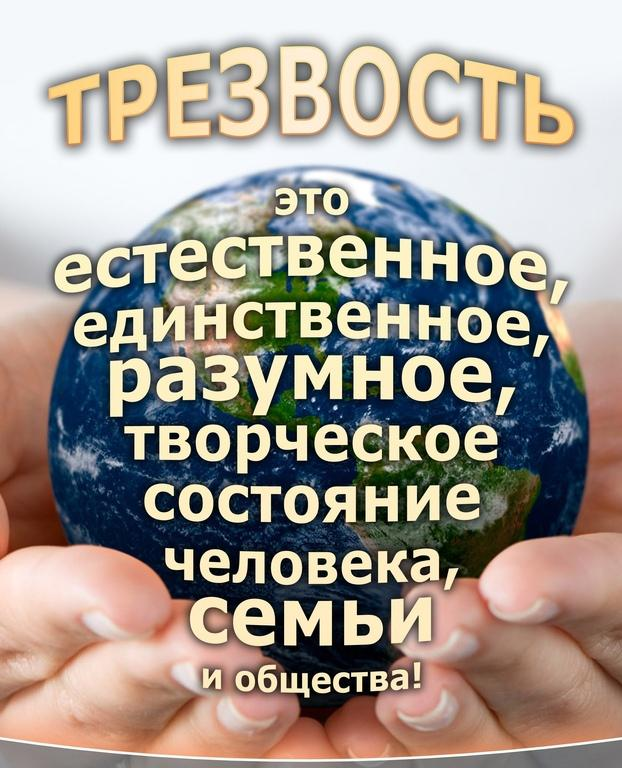 ТРЕЗВОСТЬ
это
естественное,
единственное,
разумное,
творческое
состояние
человека,
семьи
и общества!